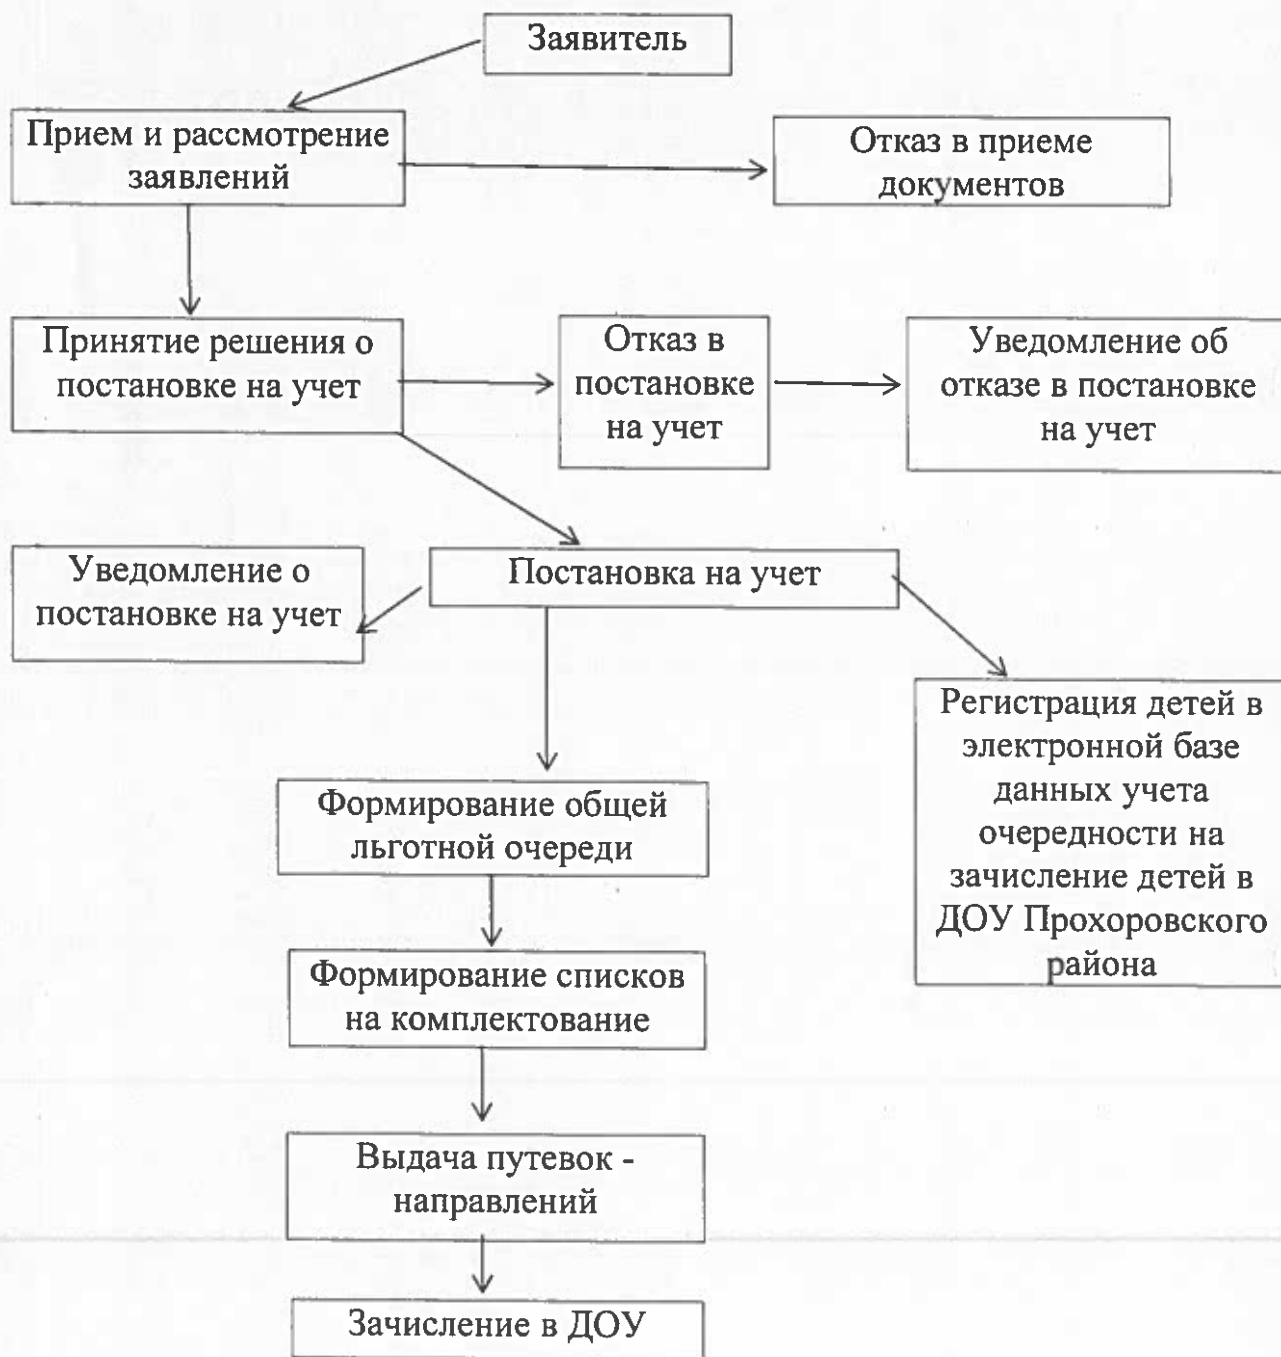 Заявитель
Прием и рассмотрение
заявлений
Отказ в приеме
документов
Принятие решения о
постановке на учет
Отказ в
постановке
на учет
Уведомление об
отказе в постановке
на учет
Уведомление о
постановке на учет
Постановка на учет
Регистрация детей в
электронной базе
данных учета
очередности на
зачисление детей в
ДОУ Прохоровского
района
Формирование общей
льготной очереди
Формирование списков
на комплектование
Выдача путевок -
направлений
Зачисление в ДОУ